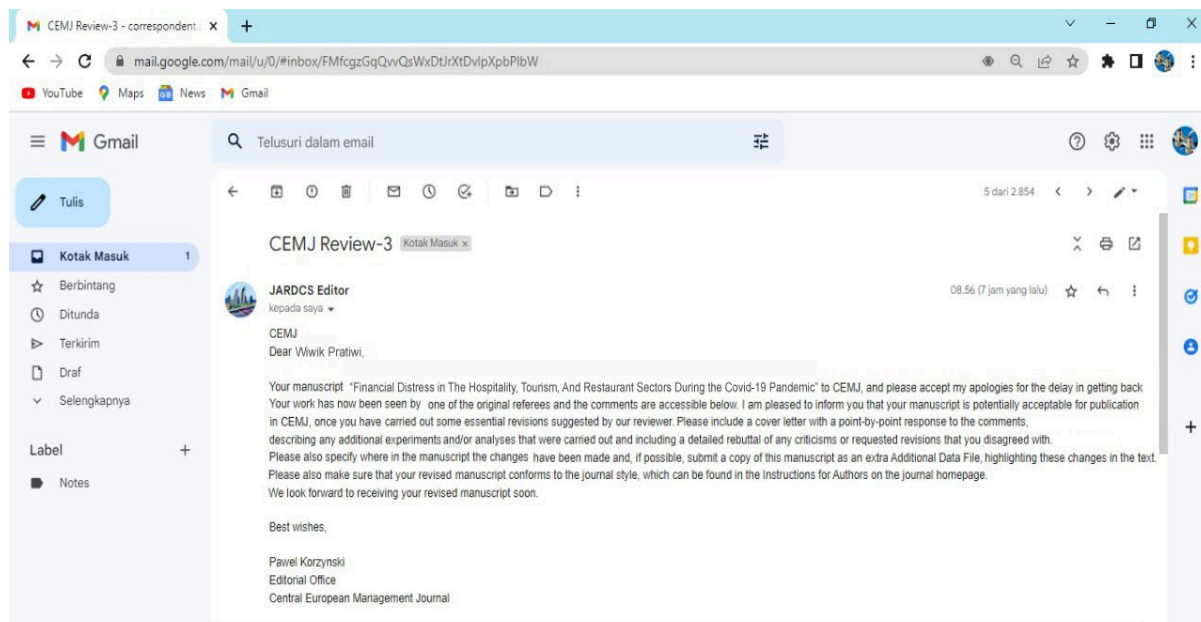 CEMJ Review-3 - correspondent.
mail.google.com/mail/u/0/#inbox/FMfcgzGqQvvQsWxDtJrXtDvlpXpbPlbW
YouTube Maps News Gmail
Gmail
Telusuri dalam email
Tulis
5 dari 2.854
CEMJ Review-3 Kotak Masuk x
Kotak Masuk 1
Berbintang
Ditunda
Terkirim
Draf
Selengkapnya
Label +
Notes
JARDCS Editor
08.56 (7 jam yang lalu)
kepada saya
CEMJ
Dear Wiwik Pratiwi,
Your manuscript "Financial Distress in The Hospitality, Tourism, And Restaurant Sectors During the Covid-19 Pandemic" to CEMJ, and please accept my apologies for the delay in getting back
Your work has now been seen by one of the original referees and the comments are accessible below. I am pleased to inform you that your manuscript is potentially acceptable for publication
in CEMJ, once you have carried out some essential revisions suggested by our reviewer. Please include a cover letter with a point-by-point response to the comments,
describing any additional experiments and/or analyses that were carried out and including a detailed rebuttal of any criticisms or requested revisions that you disagreed with.
Please also specify where in the manuscript the changes have been made and, if possible, submit a copy of this manuscript as an extra Additional Data File, highlighting these changes in the text.
Please also make sure that your revised manuscript conforms to the journal style, which can be found in the Instructions for Authors on the journal homepage.
We look forward to receiving your revised manuscript soon.
Best wishes,
Pawel Korzynski
Editorial Office
Central European Management Journal